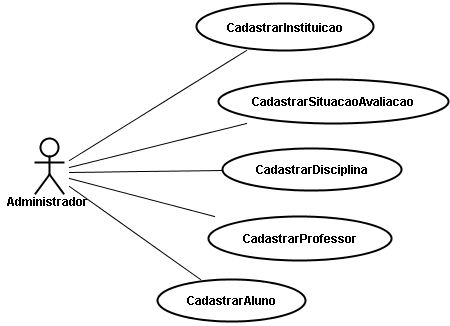 CadastrarInstituicao
CadastrarSituacaoAvaliacao
CadastrarDisciplina
Administrador
CadastrarProfessor
CadastrarAluno